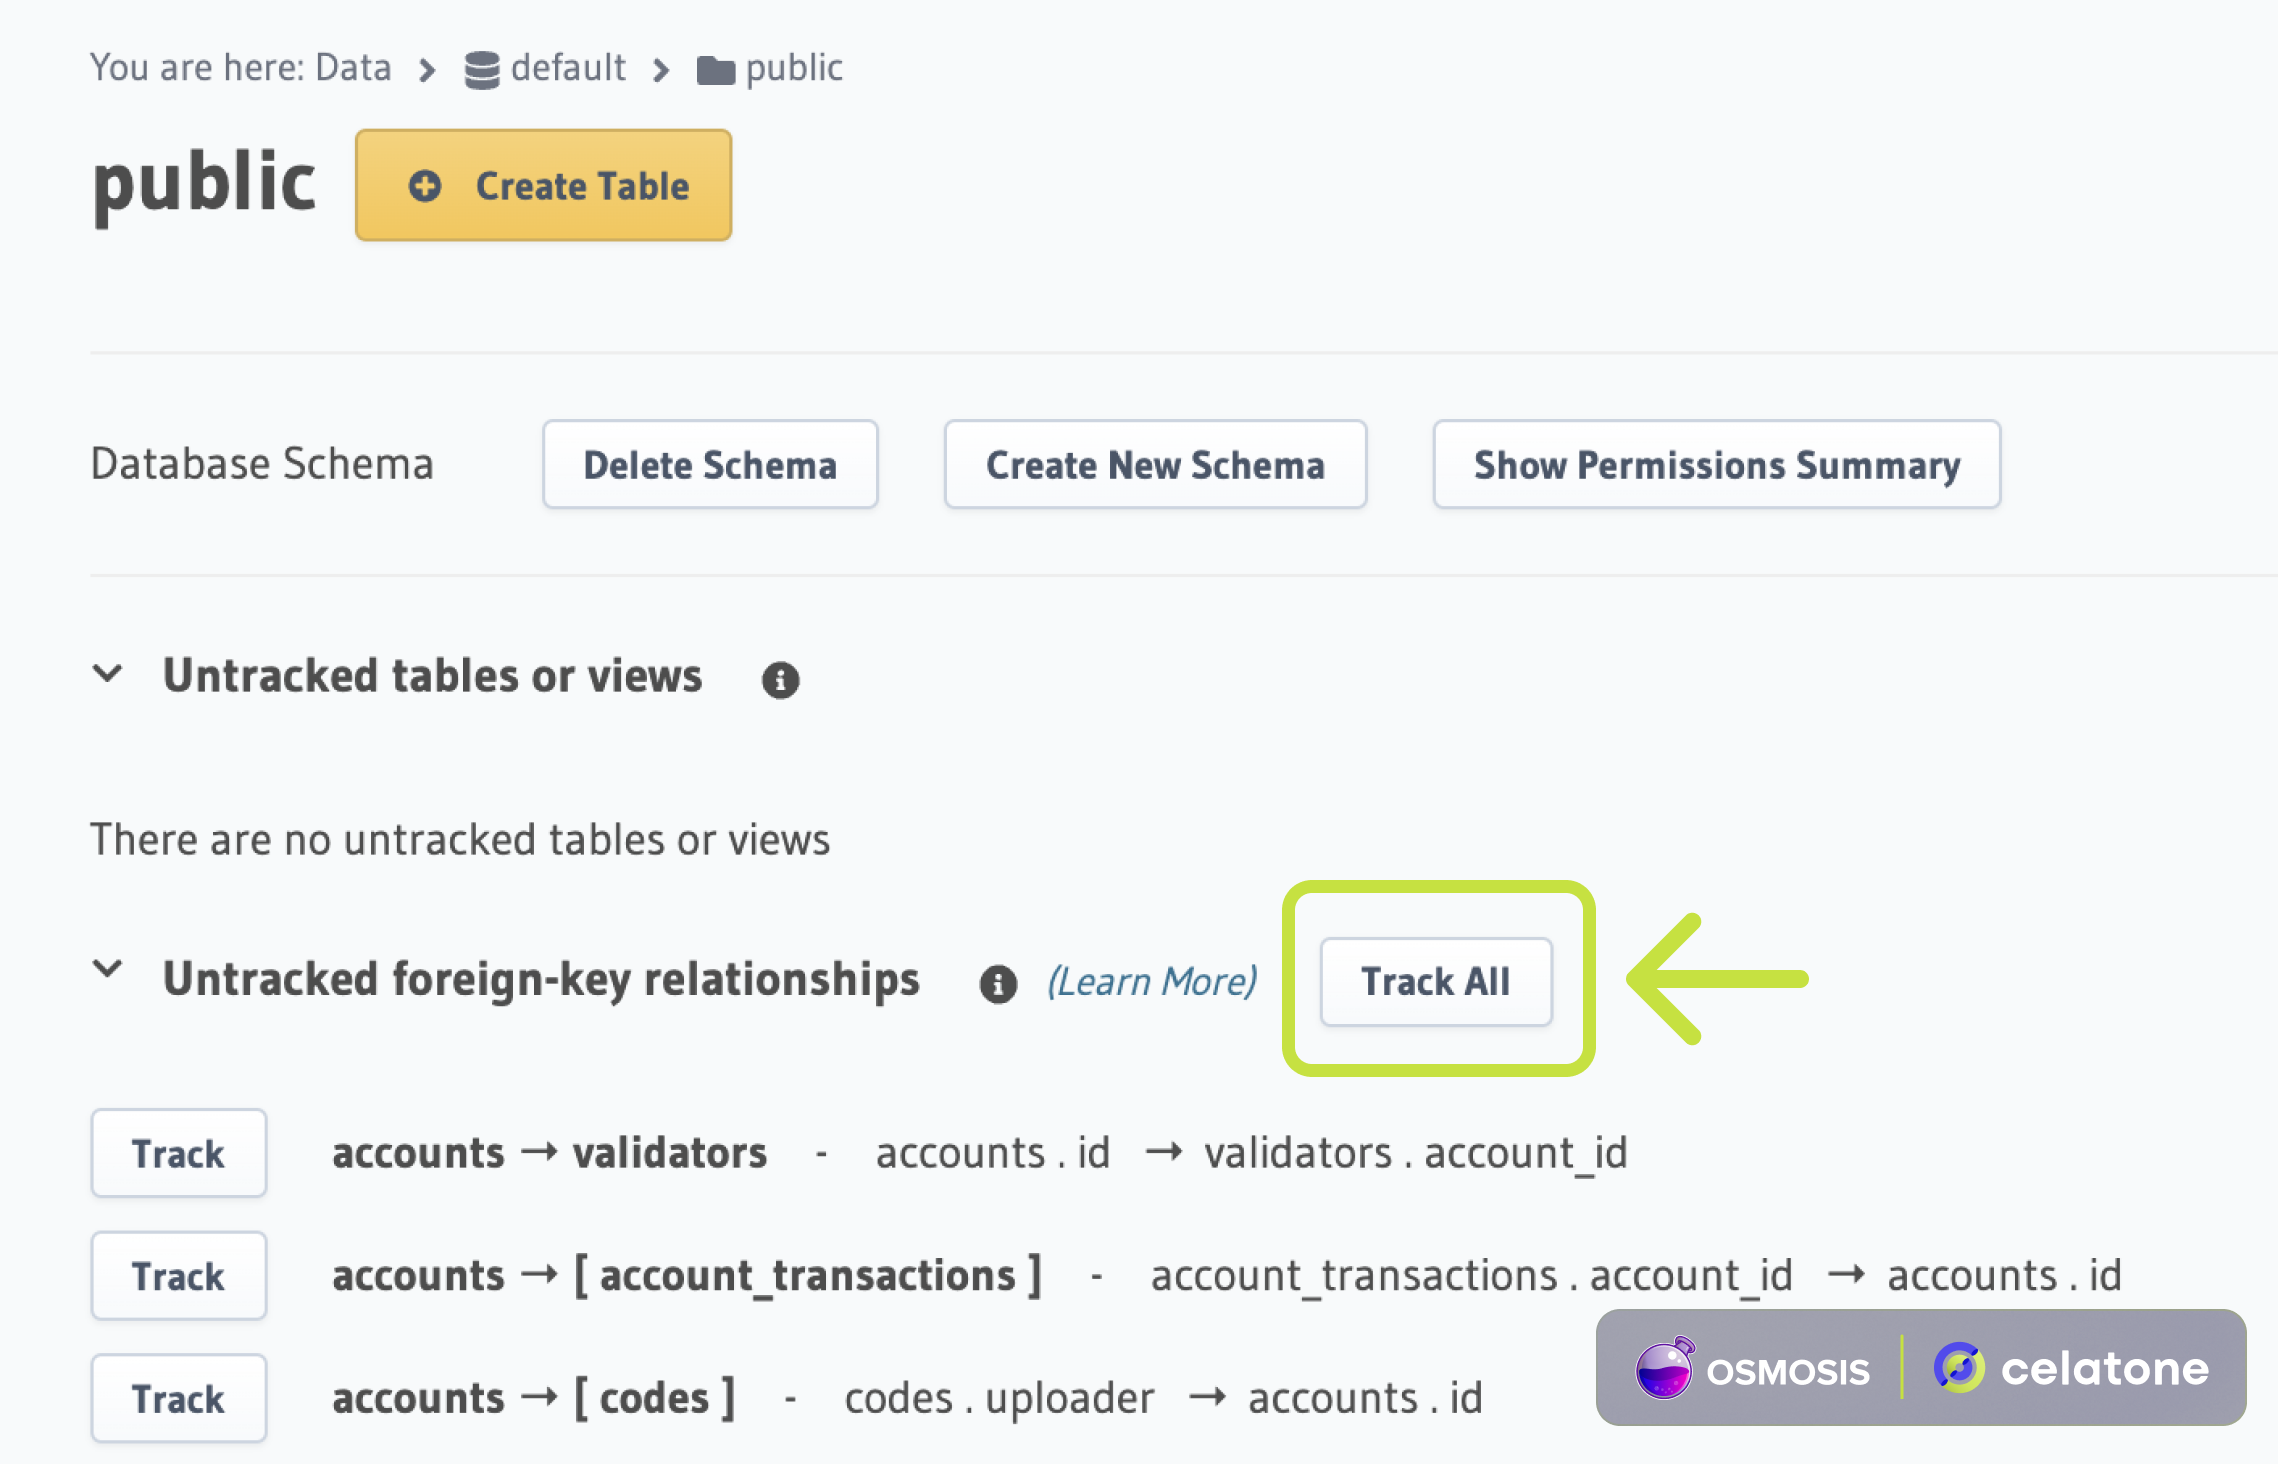 You are here: Data > default > public
public Create Table
Database Schema Delete Schema Create New Schema Show Permissions Summary
Untracked tables or views
There are no untracked tables or views
Untracked foreign-key relationships (Learn More) Track All
Track accounts → validators - accounts . id → validators . account_id
Track accounts → [ account_transactions ] - account_transactions . account_id → accounts . id
Track accounts → [ codes ] - codes . uploader → accounts . id
OSMOSIS | celatone